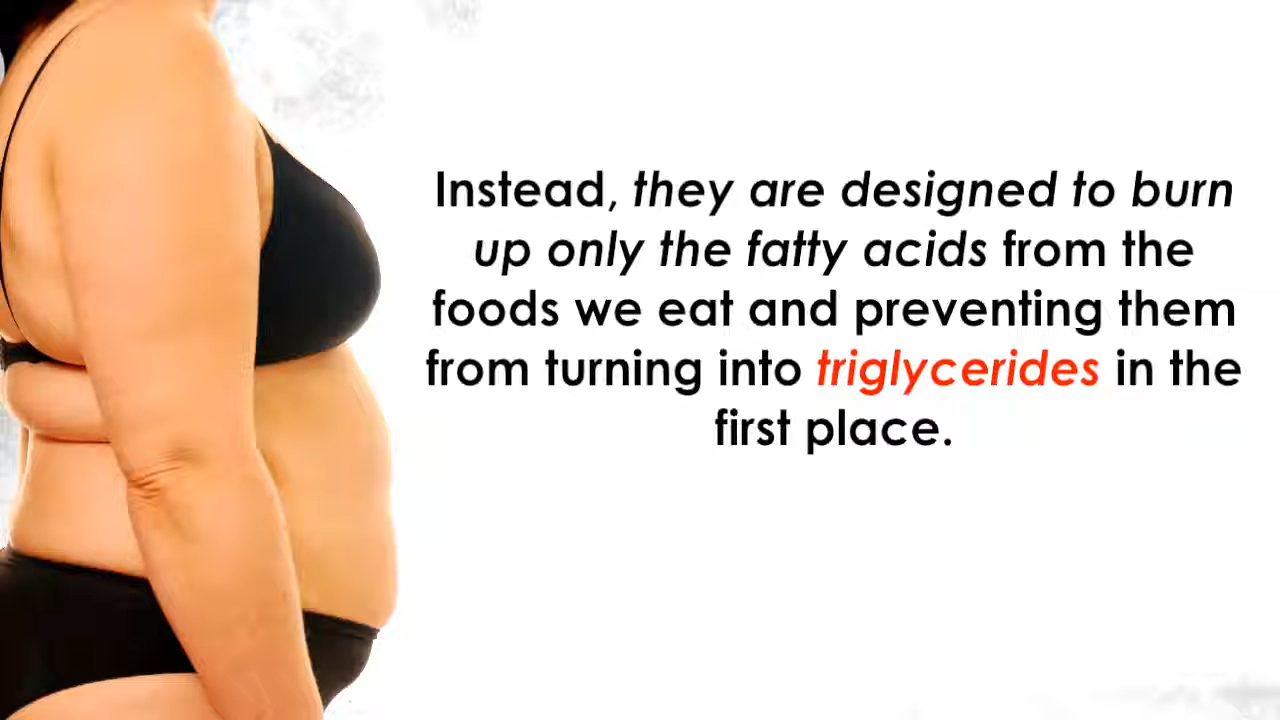 Instead, they are designed to burn
up only the fatty acids from the
foods we eat and preventing them
from turning into triglycerides in the
first place.